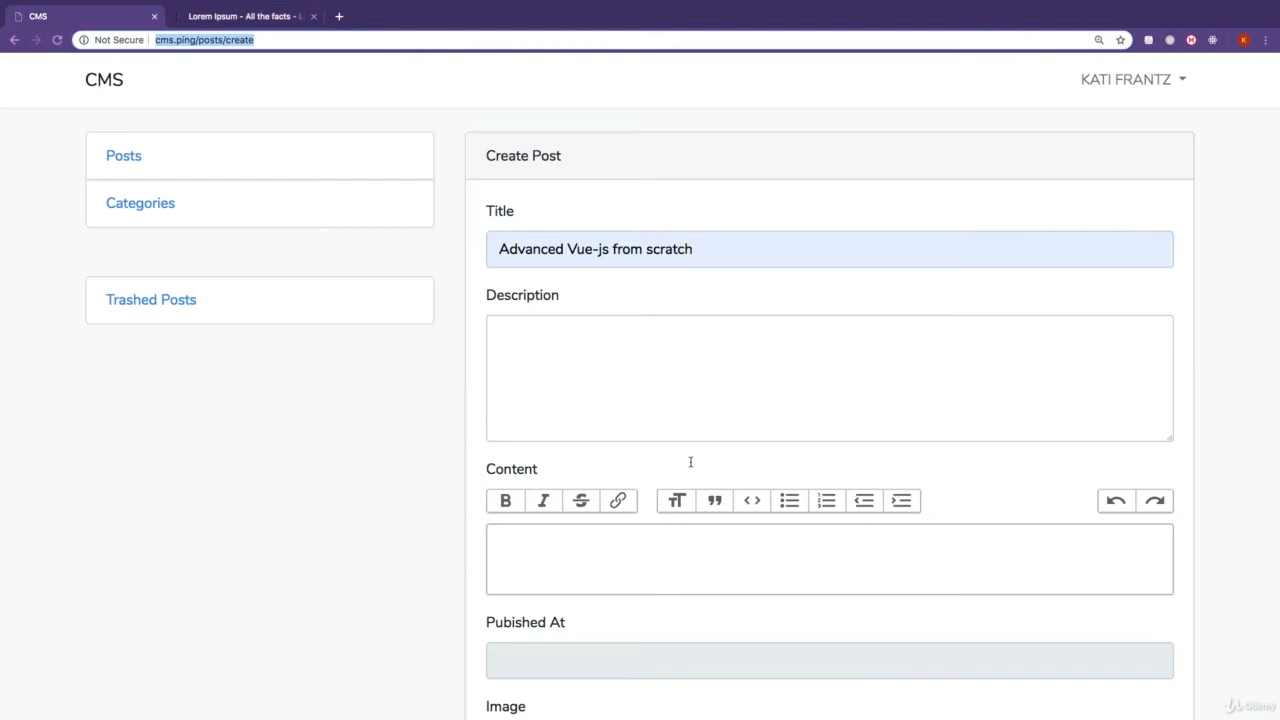 CMS
Lorem Ipsum - All the facts - L
Not Secure
cms.ping/posts/create
K
CMS
KATI FRANTZ
Posts
Categories
Trashed Posts
Create Post
Title
Advanced Vue-js from scratch
Description
Content
Pubished At
Image
Udemy